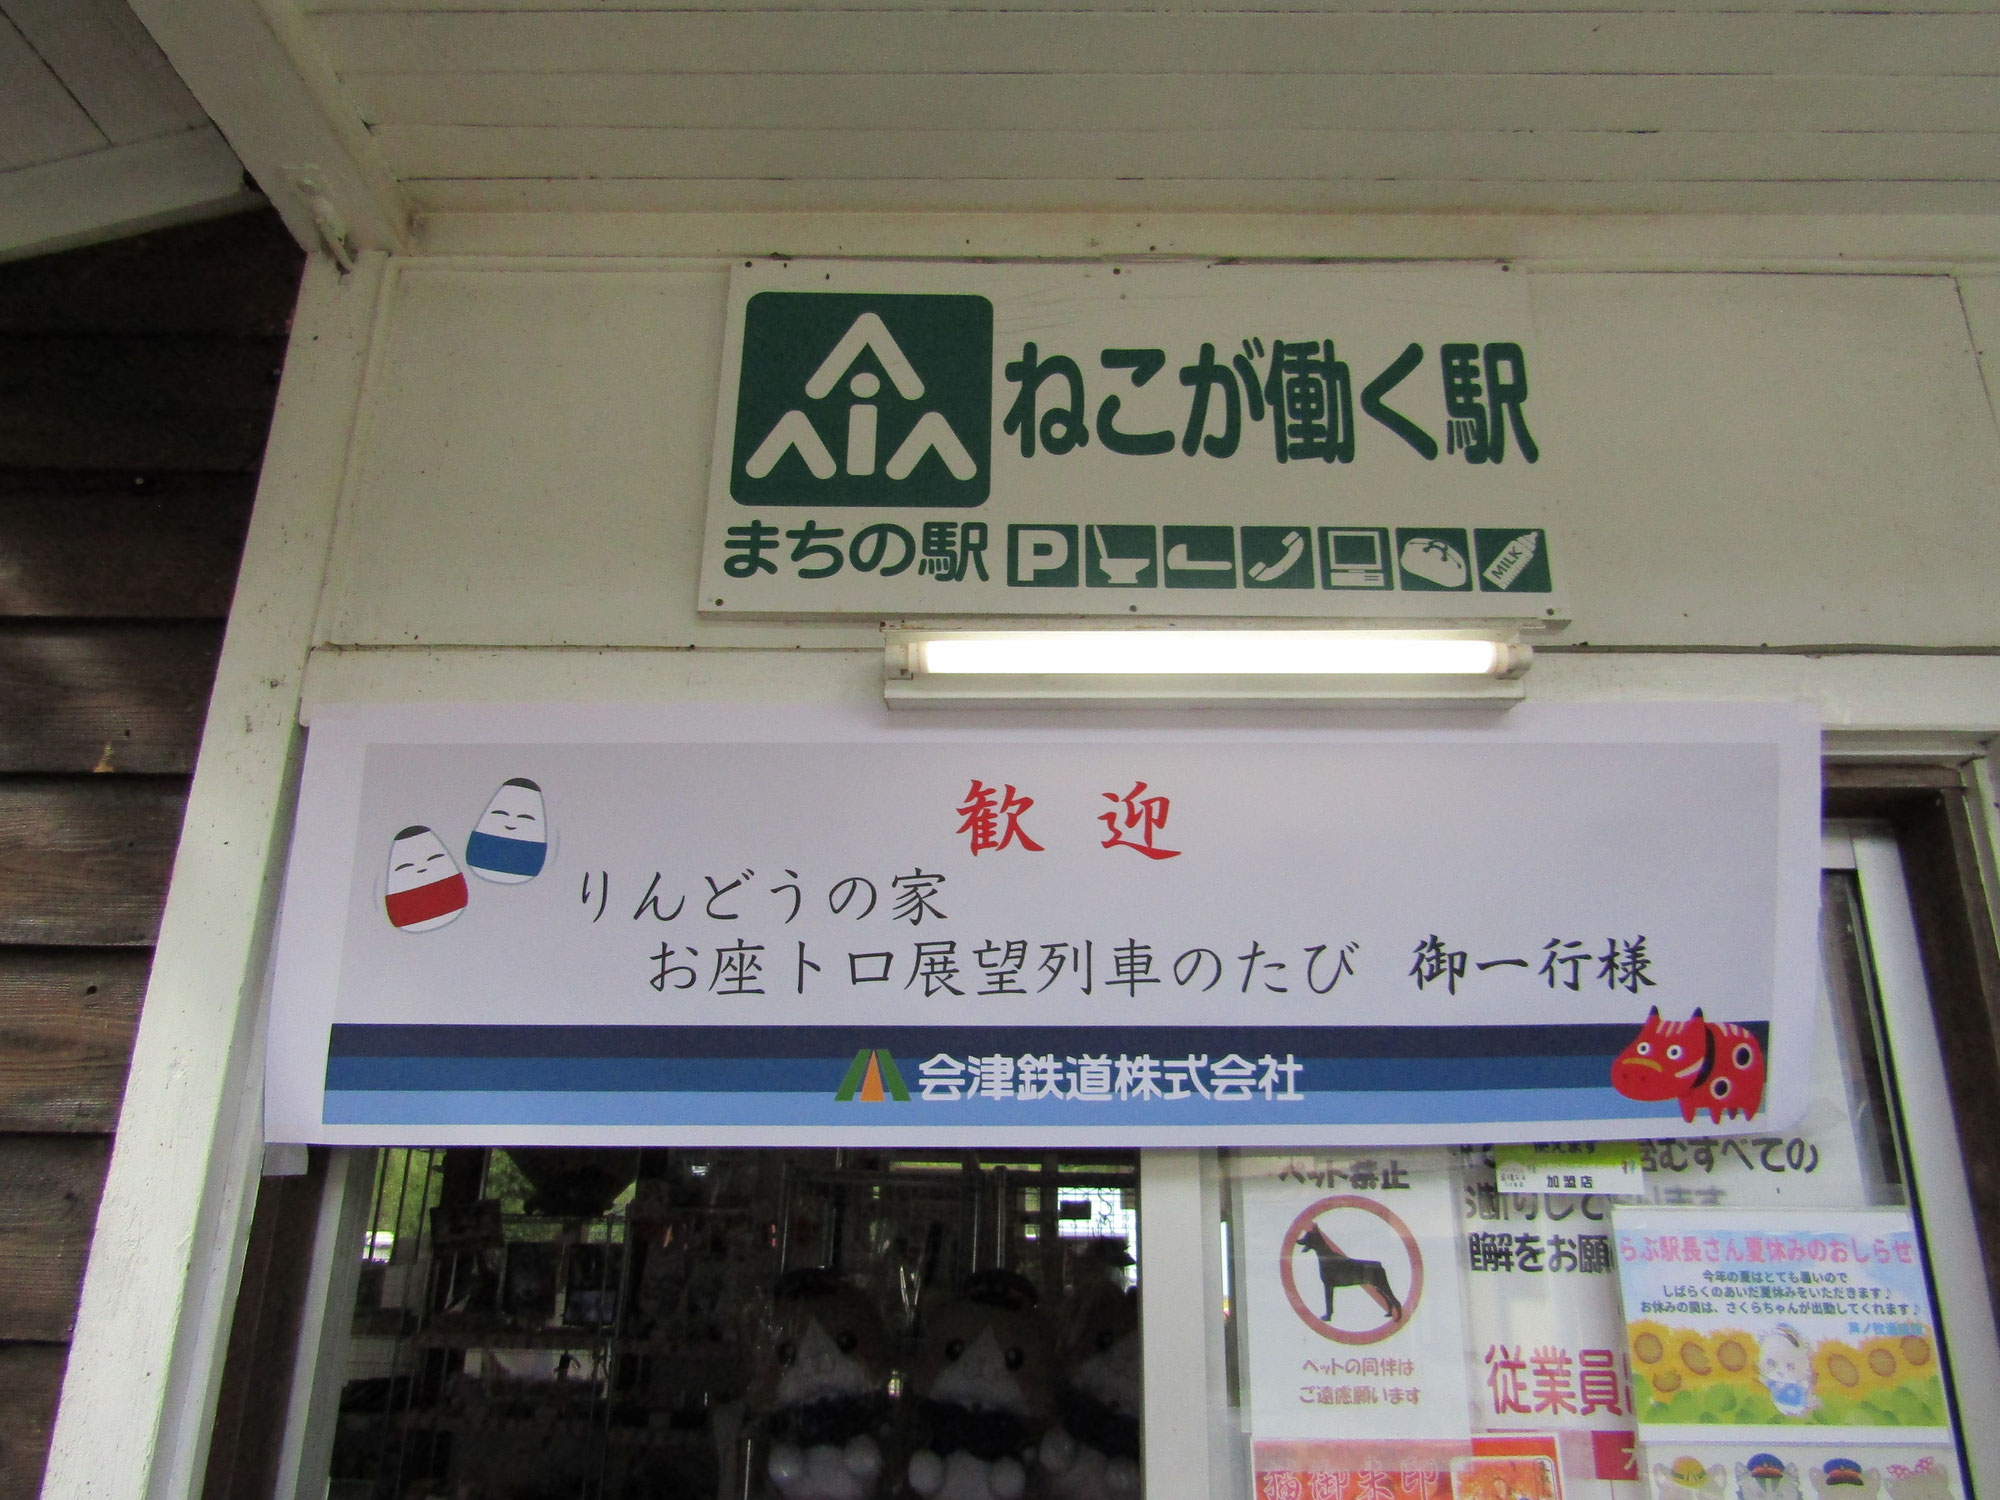 ねこが働く駅
まちの駅 P MILK
歓迎
りんどうの家
お座トロ展望列車のたび 御一行様
会津鉄道株式会社
ペット禁止
ペットの同伴は
ご遠慮願います
加盟店
むすべての
解をお願
従業員
らぶ駅長さん夏休みのおしらせ
今年の夏はとても暑いので
しばらくのあいだ夏休みをいただきます♪
お休みの間は、さくらちゃんが出勤してくれます♪
猫御朱印